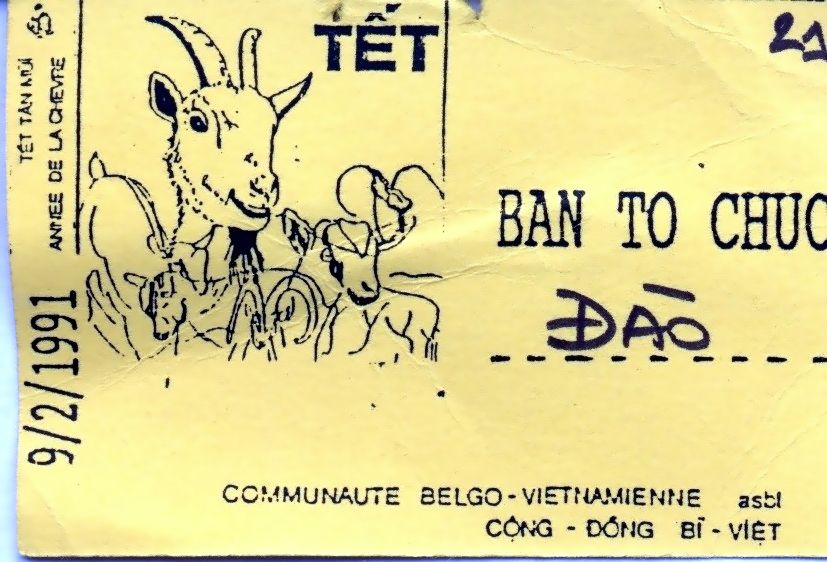 TẾT
21
TẾT TÂN MÙI
ANNEE DE LA CHEVRE
9/2/1991
BAN TO CHUC
ĐÀO
COMMUNAUTE BELGO-VIETNAMIENNE asbl
CỘNG - ĐỒNG BỈ - VIỆT